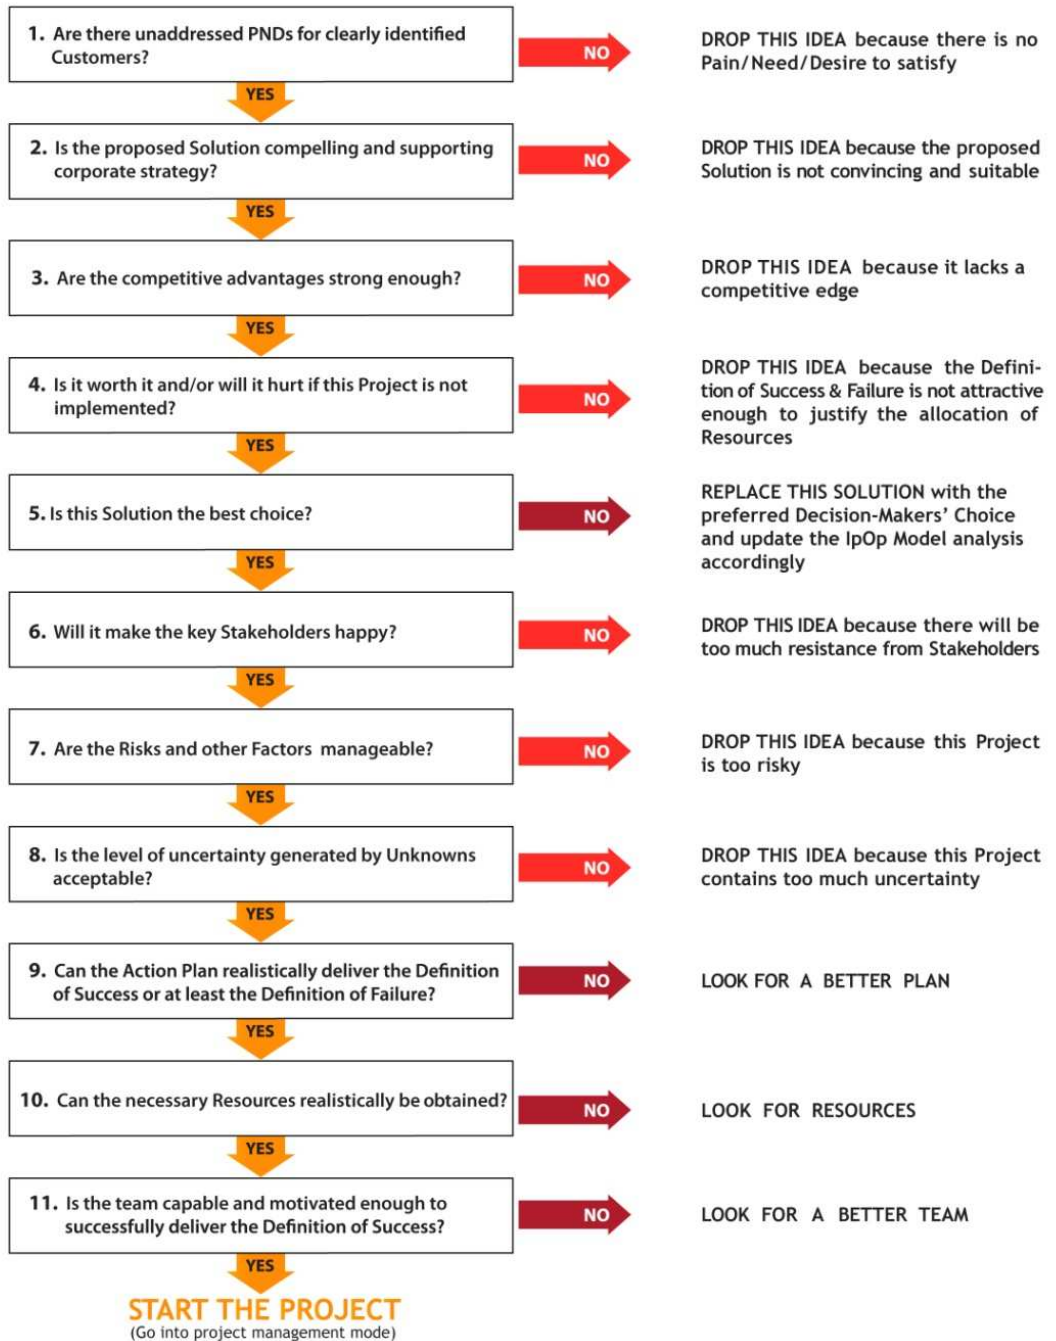 1. Are there unaddressed PNDs for clearly identified
Customers?
NO
DROP THIS IDEA because there is no
Pain/Need/Desire to satisfy
YES
2. Is the proposed Solution compelling and supporting
corporate strategy?
NO
DROP THIS IDEA because the proposed
Solution is not convincing and suitable
YES
3. Are the competitive advantages strong enough?
NO
DROP THIS IDEA because it lacks a
competitive edge
YES
4. Is it worth it and/or will it hurt if this Project is not
implemented?
NO
DROP THIS IDEA because the Defini-
tion of Success & Failure is not attractive
enough to justify the allocation of
Resources
YES
5. Is this Solution the best choice?
NO
REPLACE THIS SOLUTION with the
preferred Decision-Makers' Choice
and update the IpOp Model analysis
accordingly
YES
6. Will it make the key Stakeholders happy?
NO
DROP THIS IDEA because there will be
too much resistance from Stakeholders
YES
7. Are the Risks and other Factors manageable?
NO
DROP THIS IDEA because this Project
is too risky
YES
8. Is the level of uncertainty generated by Unknowns
acceptable?
NO
DROP THIS IDEA because this Project
contains too much uncertainty
YES
9. Can the Action Plan realistically deliver the Definition
of Success or at least the Definition of Failure?
NO
LOOK FOR A BETTER PLAN
YES
10. Can the necessary Resources realistically be obtained?
NO
LOOK FOR RESOURCES
YES
11. Is the team capable and motivated enough to
successfully deliver the Definition of Success?
NO
LOOK FOR A BETTER TEAM
YES
START THE PROJECT
(Go into project management mode)